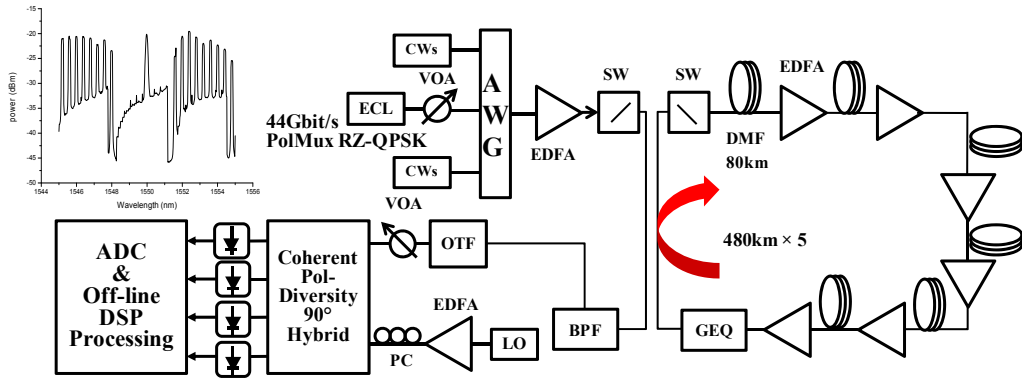 -15
-20
-25
-30
-35
-40
-45
-50
power (dBm)
1544
1546
1548
1550
1552
1554
1556
Wavelength (nm)
CWs
VOA
ECL
44Gbit/s
PolMux RZ-QPSK
CWs
A
W
G
EDFA
SW
SW
EDFA
DMF
80km
480km × 5
GEQ
BPF
VOA
OTF
EDFA
LO
PC
Coherent
Pol-
Diversity
90°
Hybrid
ADC
&
Off-line
DSP
Processing